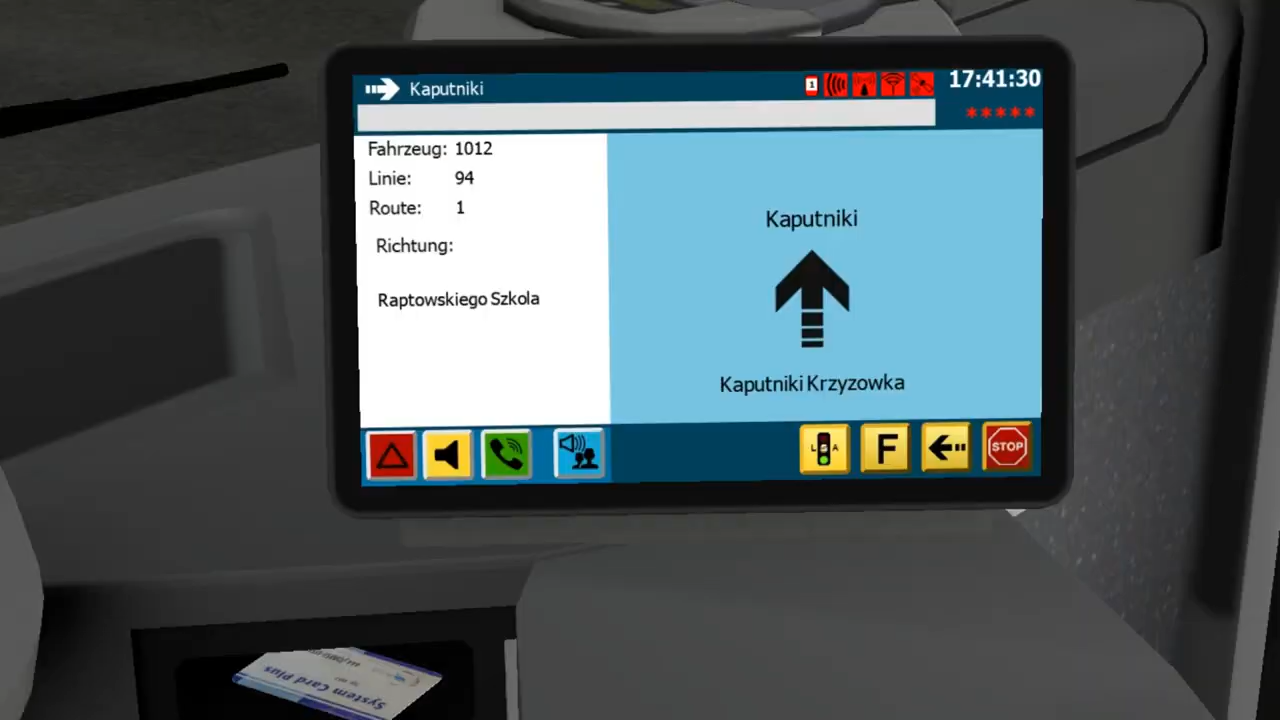 Kaputniki
1
17:41:30
*****
Fahrzeug: 1012
Linie: 94
Route: 1
Richtung:
Raptowskiego Szkola
Kaputniki
Kaputniki Krzyzowka
L S A
F
STOP
System Card Plus